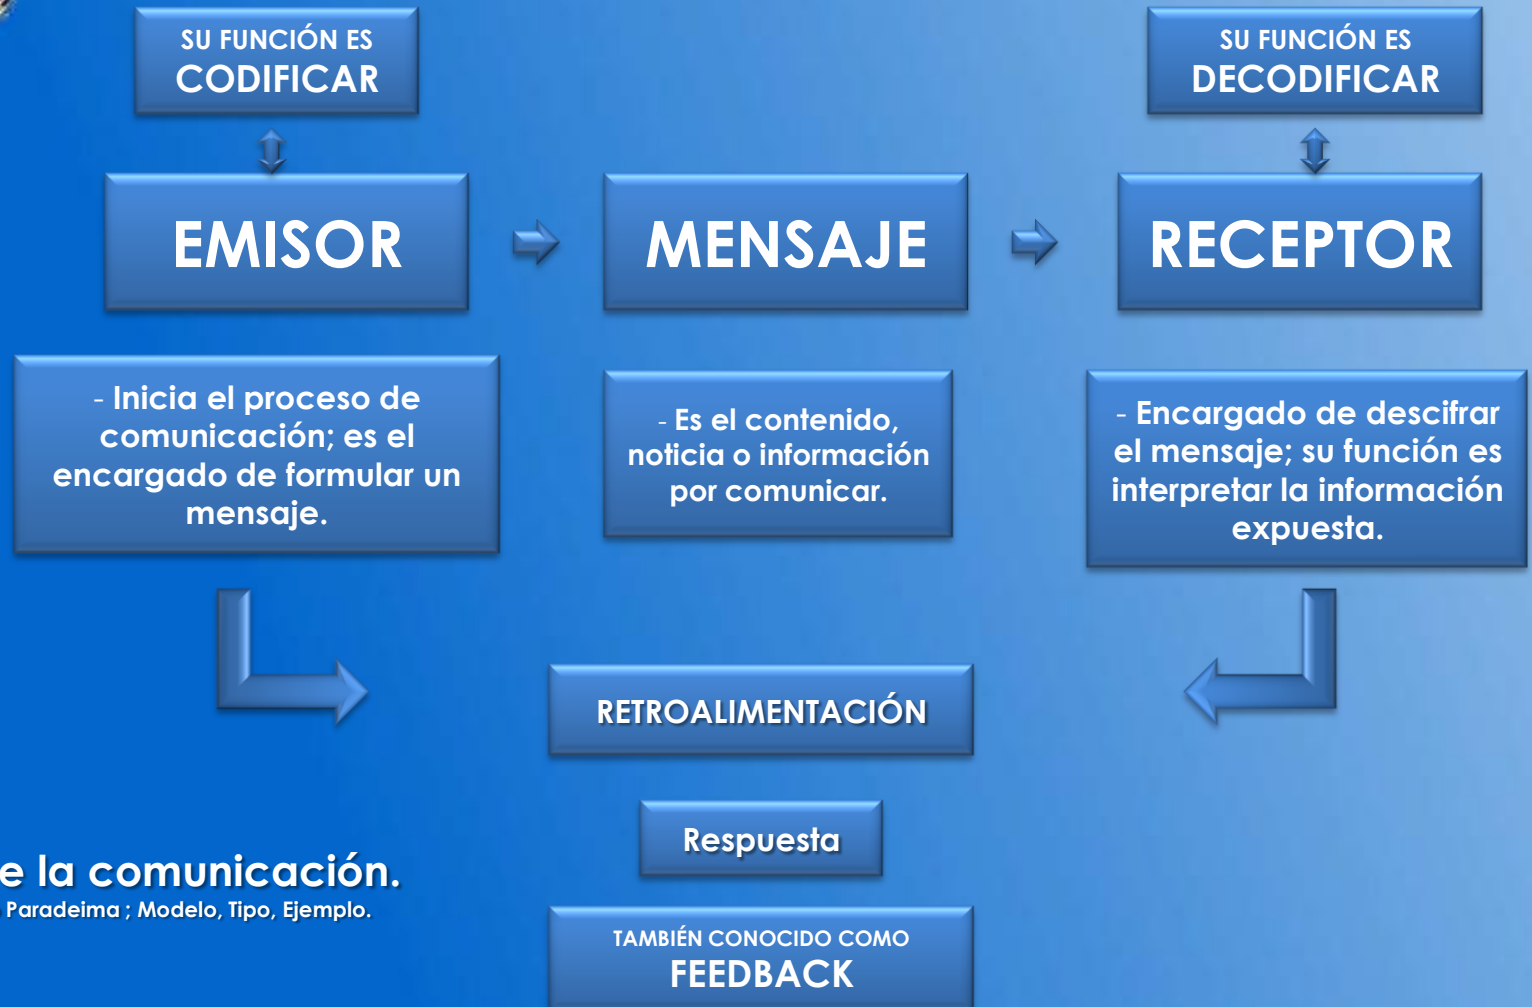 SU FUNCIÓN ES
CODIFICAR
SU FUNCIÓN ES
DECODIFICAR
EMISOR
MENSAJE
RECEPTOR
- Inicia el proceso de
comunicación; es el
encargado de formular un
mensaje.
- Es el contenido,
noticia o información
por comunicar.
- Encargado de descifrar
el mensaje; su función es
interpretar la información
expuesta.
RETROALIMENTACIÓN
Respuesta
e la comunicación.
Paradeima ; Modelo, Tipo, Ejemplo.
TAMBIÉN CONOCIDO COMO
FEEDBACK